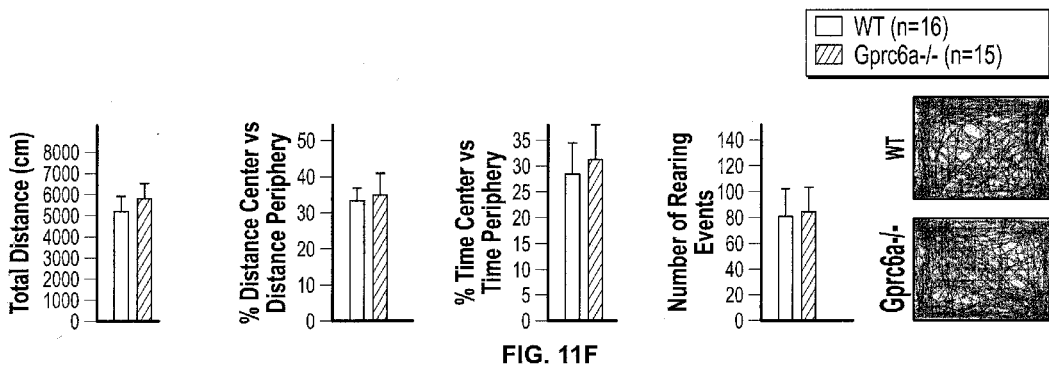 WT (n=16)
Gprc6a-/- (n=15)
Total Distance (cm)
8000
7000
6000
5000
4000
3000
2000
1000
0
% Distance Center vs
Distance Periphery
50
40
30
20
10
0
% Time Center vs
Time Periphery
35
30
25
20
15
10
5
0
Number of Rearing
Events
140
120
100
80
60
40
20
0
WT
Gprc6a-/-
FIG. 11F